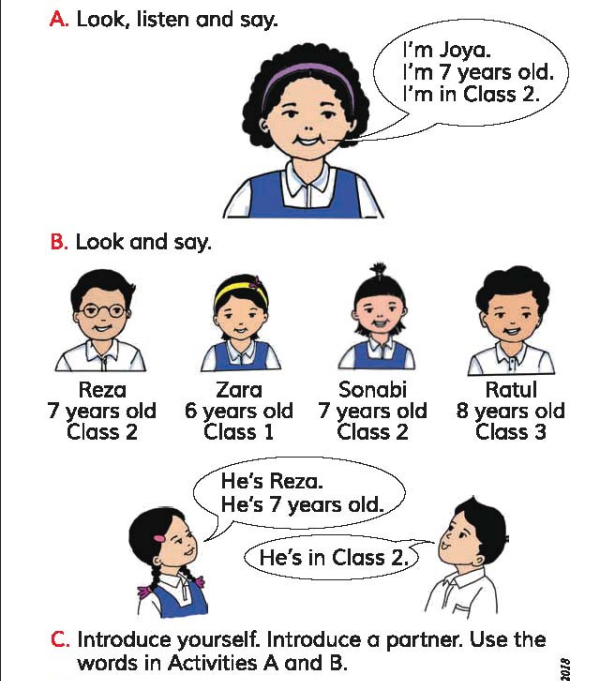 A. Look, listen and say.
I'm Joya.
I'm 7 years old.
I'm in Class 2.
B. Look and say.
Reza
7 years old
Class 2
Zara
6 years old
Class 1
Sonabi
7 years old
Class 2
Ratul
8 years old
Class 3
He's Reza.
He's 7 years old.
He's in Class 2.
C. Introduce yourself. Introduce a partner. Use the
words in Activities A and B.
2018